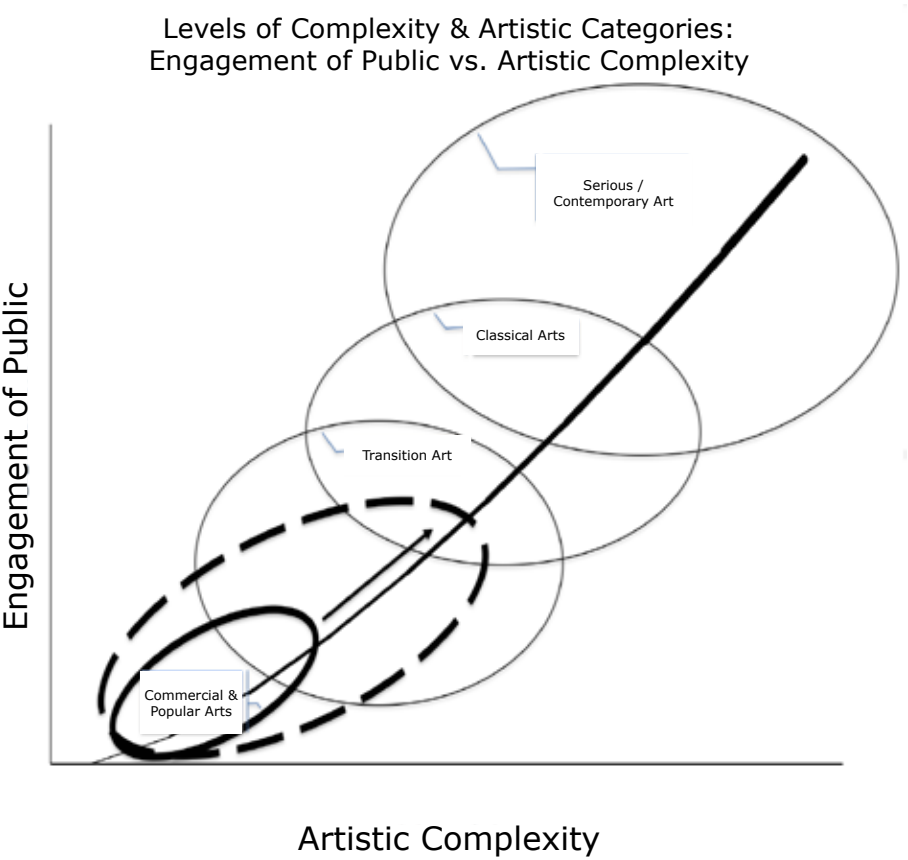 Levels of Complexity & Artistic Categories:
Engagement of Public vs. Artistic Complexity
Serious /
Contemporary Art
Classical Arts
Transition Art
Commercial &
Popular Arts
Engagement of Public
Artistic Complexity